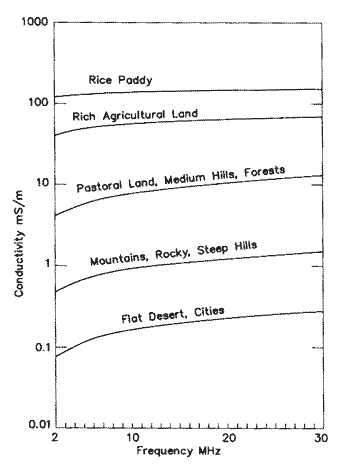 1000
Rice Paddy
100
Rich Agricultural Land
Pastoral Land, Medium Hills, Forests
10
Mountains, Rocky, Steep Hills
1
Flat Desert, Cities
0.1
0.01
Conductivity mS/m
2 10 20 30
Frequency MHz